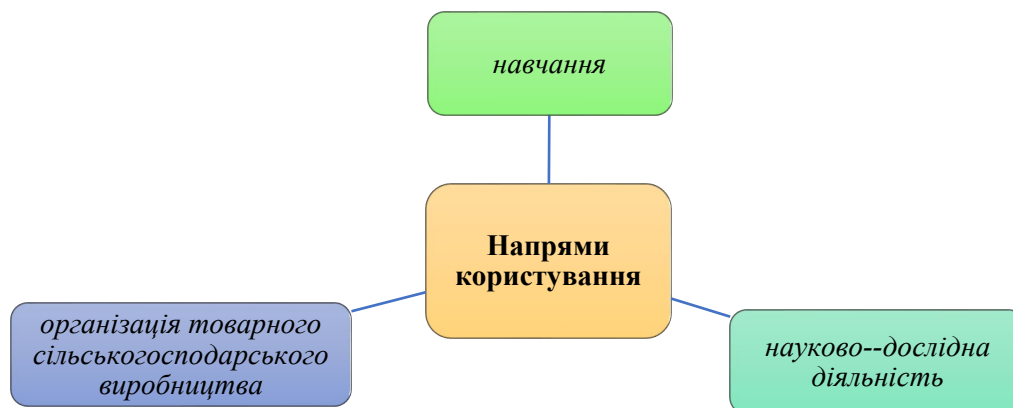 навчання
Напрями
користування
організація товарного
сільськогосподарського
виробництва
науково--дослідна
діяльність